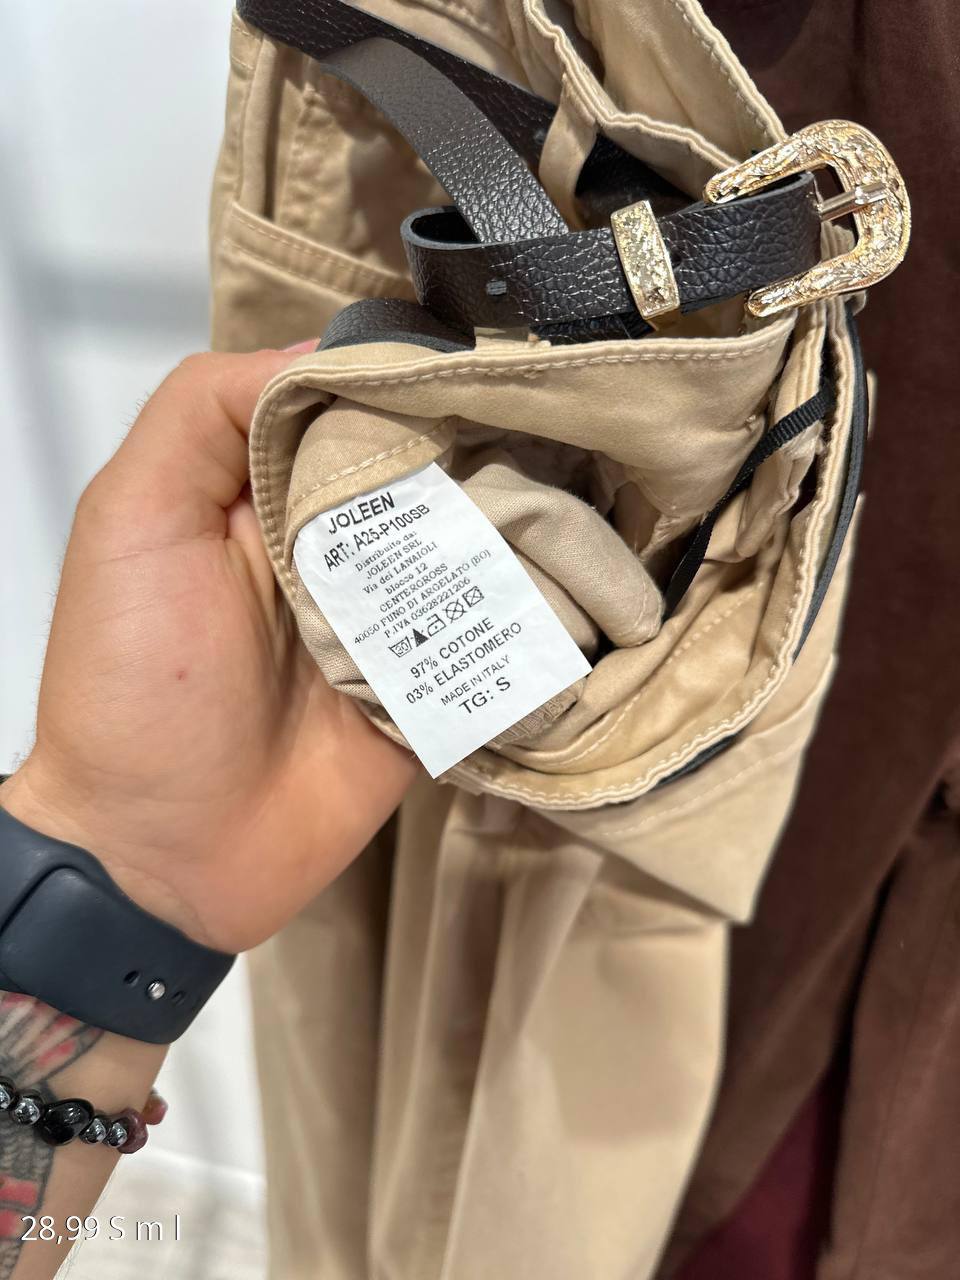 JOLEEN
ART: A25-P100SB
Distribuito da:
JOLEEN SRL
Via dei LANAIOLI
blocco 12
CENTERGROSS
40050 FUNO DI ARGELATO (BO)
P.IVA 03628221206
97% COTONE
03% ELASTOMERO
MADE IN ITALY
TG: S
28,99 S m l